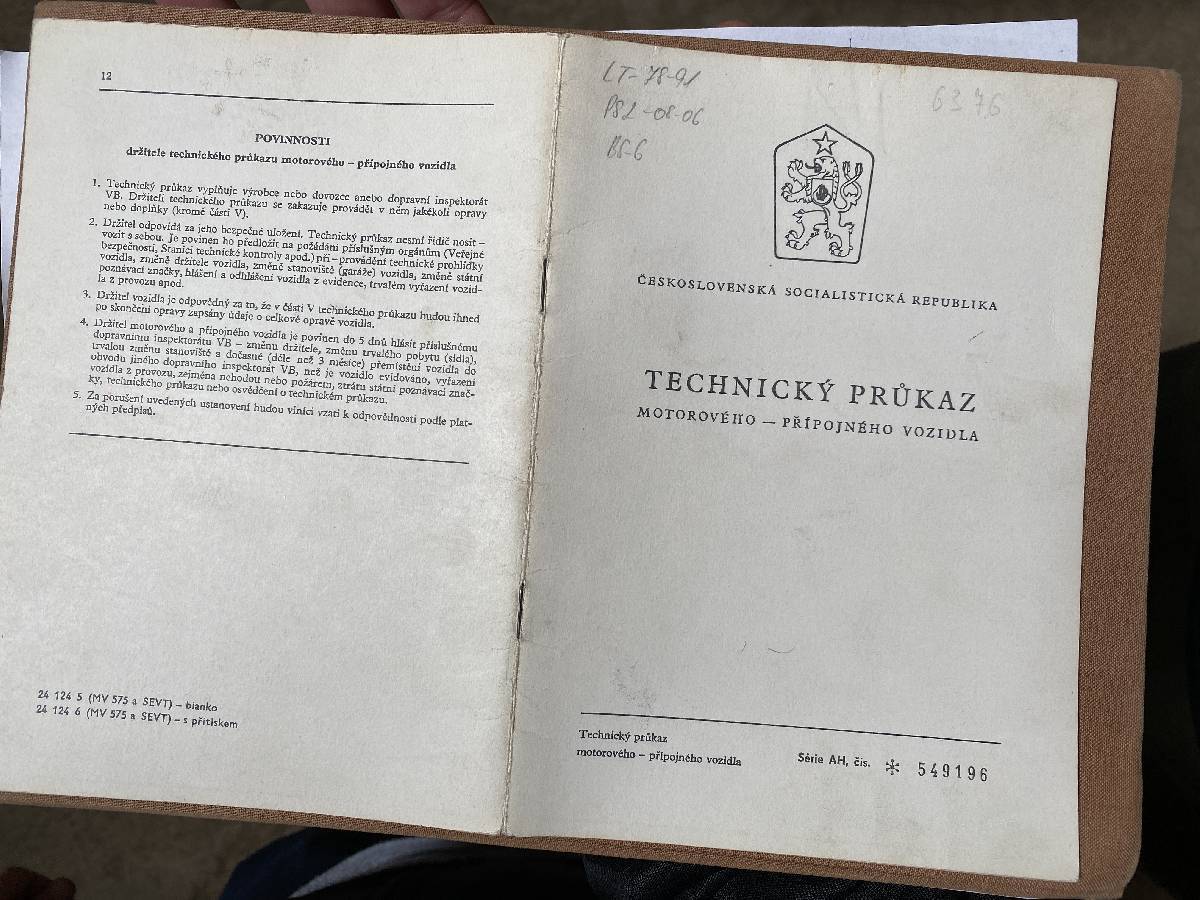 12
POVINNOSTI
držitele technického průkazu motorového – přípojného vozidla
1. Technický průkaz vyplňuje výrobce nebo dovozce anebo dopravní inspektorát
VB. Držiteli technického průkazu se zakazuje provádět v něm jakékoli opravy
nebo doplňky (kromě části V).
2. Držitel odpovídá za jeho bezpečné uložení. Technický průkaz nesmí řidič nosit –
vozit s sebou. Je povinen ho předložit na požádání příslušným orgánům (Veřejné
bezpečnosti, Stanici technické kontroly apod.) při – provádění technické prohlídky
vozidla, změně držitele vozidla, změně stanoviště (garáže) vozidla, změně státní
poznávací značky, hlášení a odhlášení vozidla z evidence, trvalém vyřazení vozid-
la z provozu apod.
3. Držitel vozidla je odpovědný za to, že v části V technického průkazu budou ihned
po skončení opravy zapsány údaje o celkové opravě vozidla.
4. Držitel motorového a přípojného vozidla je povinen do 5 dnů hlásit příslušnému
dopravnímu inspektorátu VB – změnu držitele, změnu trvalého pobytu (sídla),
trvalou změnu stanoviště a dočasné (déle než 3 měsíce) přemístění vozidla do
obvodu jiného dopravního inspektorát VB, než je vozidlo evidováno, vyřazení
vozidla z provozu, zejména nehodou nebo požárem, ztrátu státní poznávací znač-
ky, technického průkazu nebo osvědčení o technickém průkazu.
5. Za porušení uvedených ustanovení budou viníci vzati k odpovědnosti podle plat-
ných předpisů.
24 124 5 (MV 575 a SEVT) – bianko
24 124 6 (MV 575 a SEVT) – s přítiskem
LT-78-91
PS2-08-06
BS-6
6376
ČESKOSLOVENSKÁ SOCIALISTICKÁ REPUBLIKA
TECHNICKÝ PRŮKAZ
MOTOROVÉHO — PŘÍPOJNÉHO VOZIDLA
Technický průkaz
motorového – přípojného vozidla
Série AH, čís. * 549196